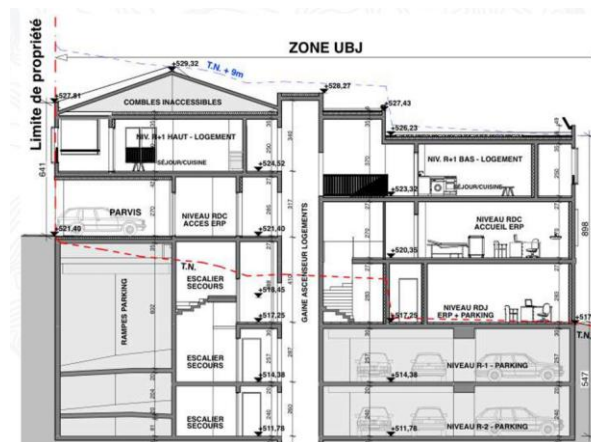 ZONE UBJ
T.N. + 9m
Limite de propriété
+529,32
+527,81
+528,27
+527,43
+526,23
COMBLES INACCESSIBLES
NIV. R+1 HAUT - LOGEMENT
SÉJOUR/CUISINE
NIV. R+1 BAS - LOGEMENT
SÉJOUR/CUISINE
641
+524,52
+523,32
PARVIS
NIVEAU RDC
ACCES ERP
NIVEAU RDC
ACCUEIL ERP
898
+521,40
+521,40
+520,35
T.N.
GAINE ASCENSEUR LOGEMENTS
RAMPES PARKING
ESCALIER
SECOURS
+518,45
+517,25
+517,25
NIVEAU RDJ
ERP + PARKING
T.N.
ESCALIER
SECOURS
+514,38
+514,38
NIVEAU R-1 - PARKING
547
ESCALIER
SECOURS
+511,78
+511,78
NIVEAU R-2 - PARKING